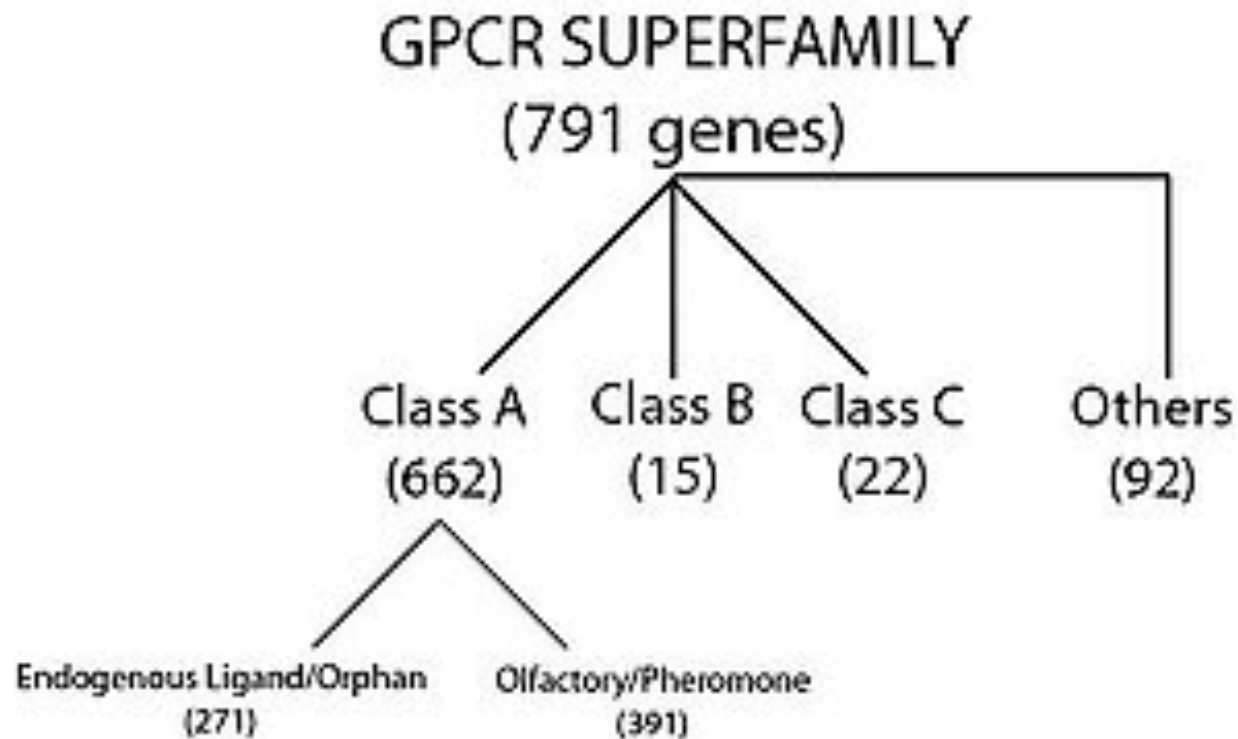 GPCR SUPERFAMILY
(791 genes)
Class A
(662)
Class B
(15)
Class C
(22)
Others
(92)
Endogenous Ligand/Orphan
(271)
Olfactory/Pheromone
(391)